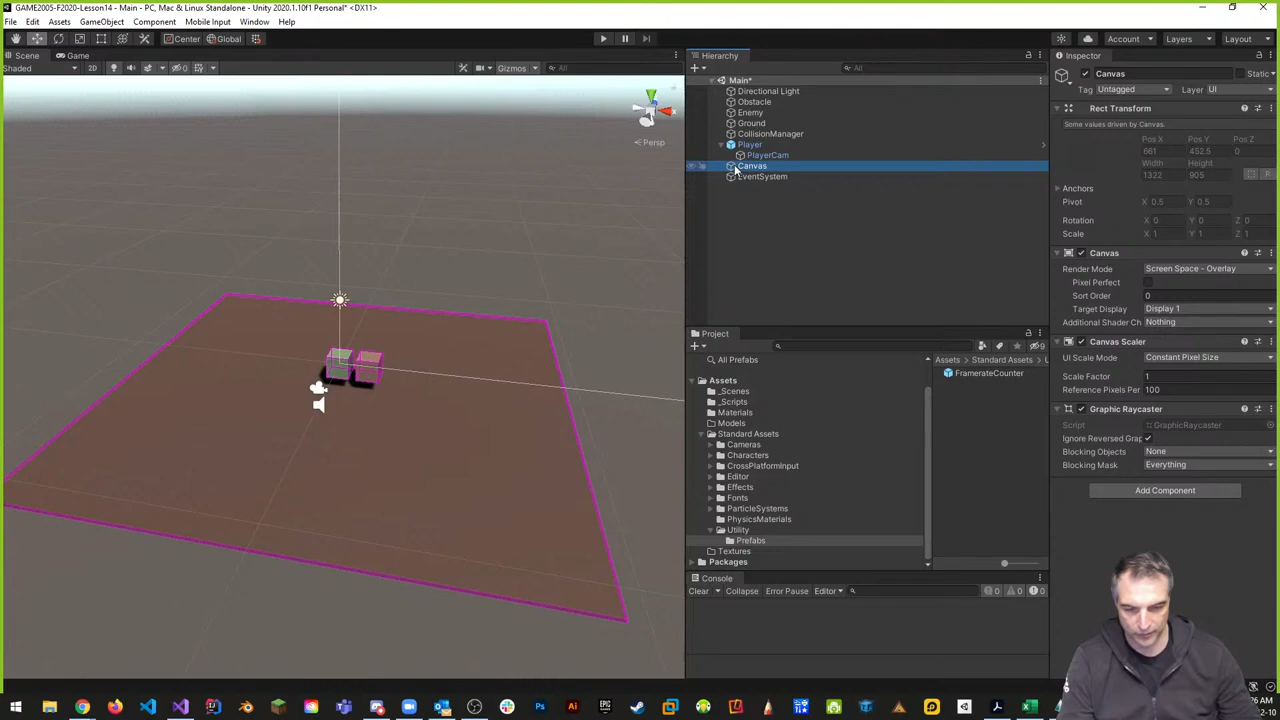 GAME2005-F2020-Lesson14 - Main - PC, Mac & Linux Standalone - Unity 2020.1.10f1 Personal* <DX11>
File Edit Assets GameObject Component Mobile Input Window Help
Center Global Account Layers Layout
Scene Game
Shaded 2D 0 Gizmos All
Persp
Hierarchy
All
Main*
Directional Light
Obstacle
Enemy
Ground
CollisionManager
Player
PlayerCam
Canvas
EventSystem
Project
9
All Prefabs
Assets
_Scenes
_Scripts
Materials
Models
Standard Assets
Cameras
Characters
CrossPlatformInput
Editor
Effects
Fonts
ParticleSystems
PhysicsMaterials
Utility
Prefabs
Textures
Packages
Assets > Standard Assets > U
FramerateCounter
Console
Clear Collapse Error Pause Editor 0 0 0
Inspector
Canvas Static
Tag Untagged Layer UI
Rect Transform
Some values driven by Canvas.
Pos X Pos Y Pos Z
661 452.5 0
Width Height
1322 905 R
Anchors
Pivot X 0.5 Y 0.5
Rotation X 0 Y 0 Z 0
Scale X 1 Y 1 Z 1
Canvas
Render Mode Screen Space - Overlay
Pixel Perfect
Sort Order 0
Target Display Display 1
Additional Shader Ch Nothing
Canvas Scaler
UI Scale Mode Constant Pixel Size
Scale Factor 1
Reference Pixels Per 100
Graphic Raycaster
Script GraphicRaycaster
Ignore Reversed Grap
Blocking Objects None
Blocking Mask Everything
Add Component